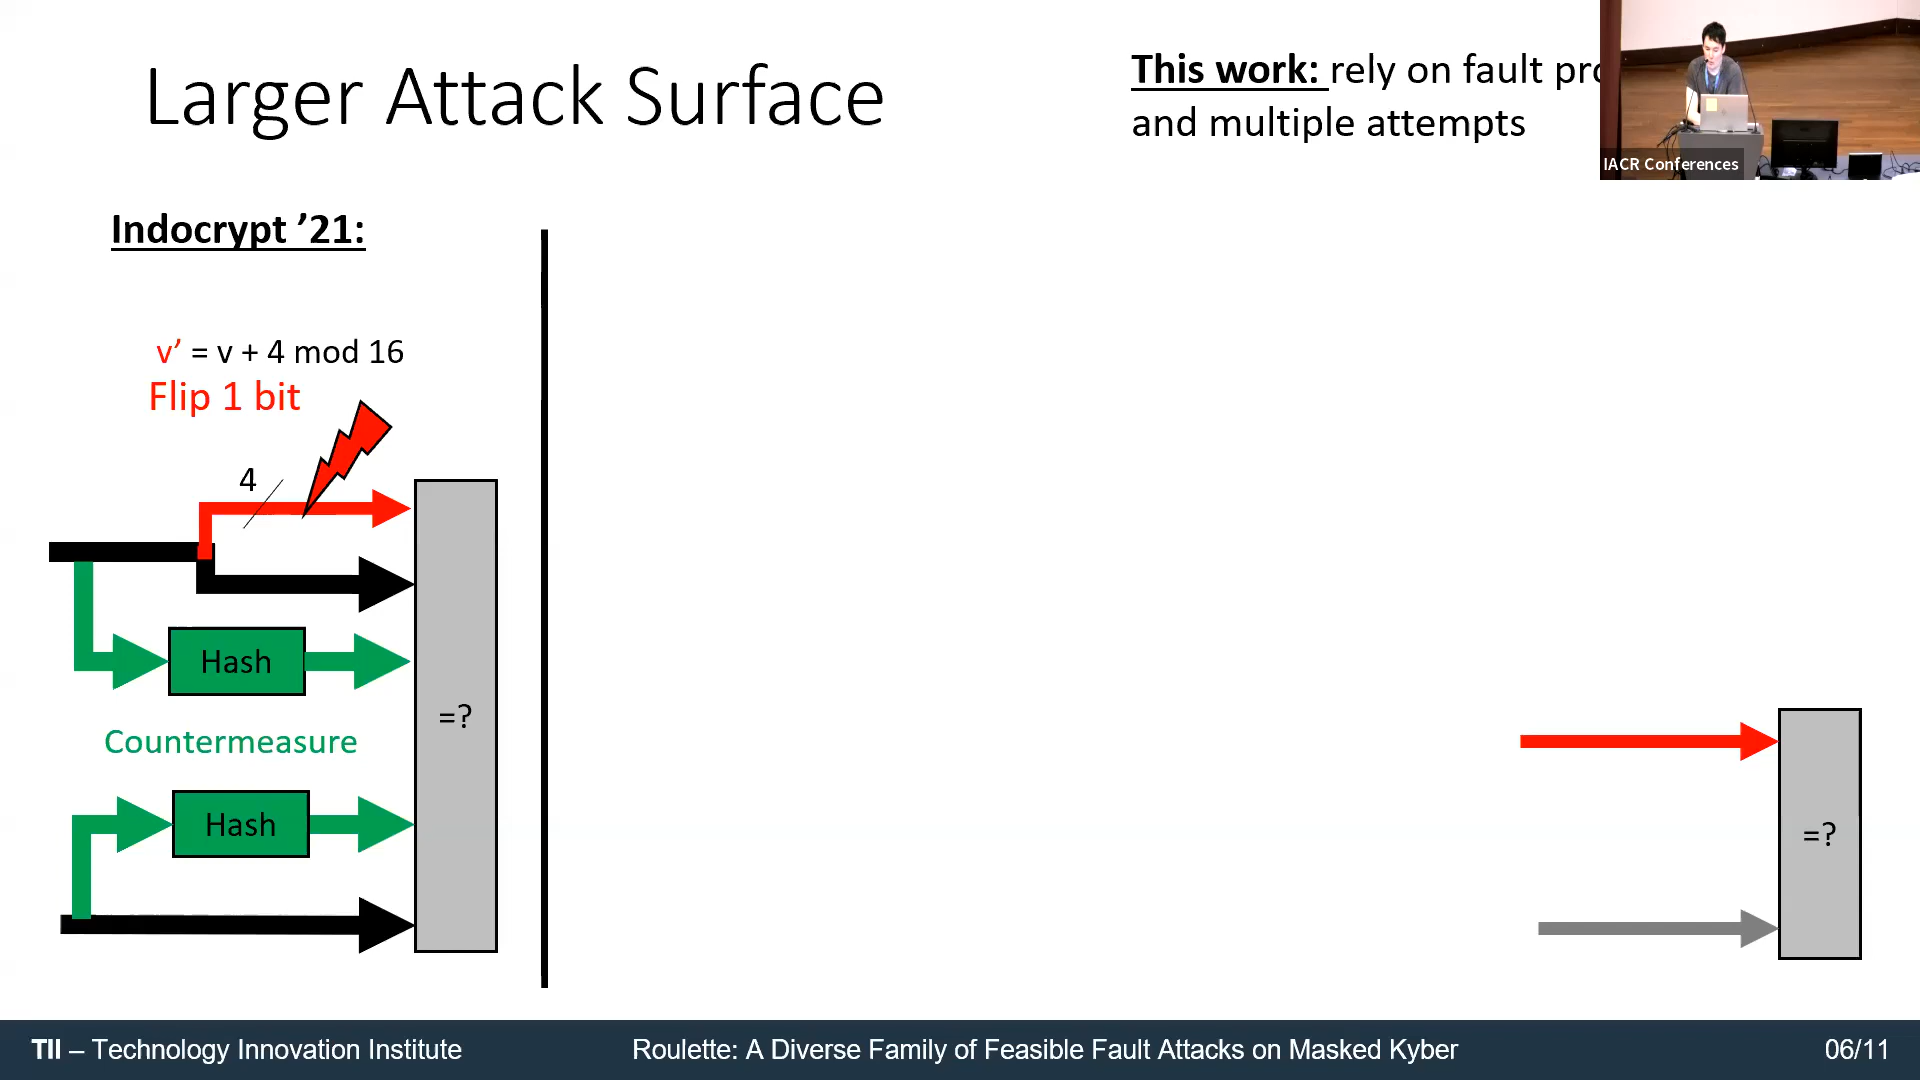 Larger Attack Surface
This work: rely on fault
and multiple attempts
IACR Conferences
Indocrypt ’21:
v’ = v + 4 mod 16
Flip 1 bit
4
Hash
=?
Countermeasure
Hash
=?
TII – Technology Innovation Institute
Roulette: A Diverse Family of Feasible Fault Attacks on Masked Kyber
06/11